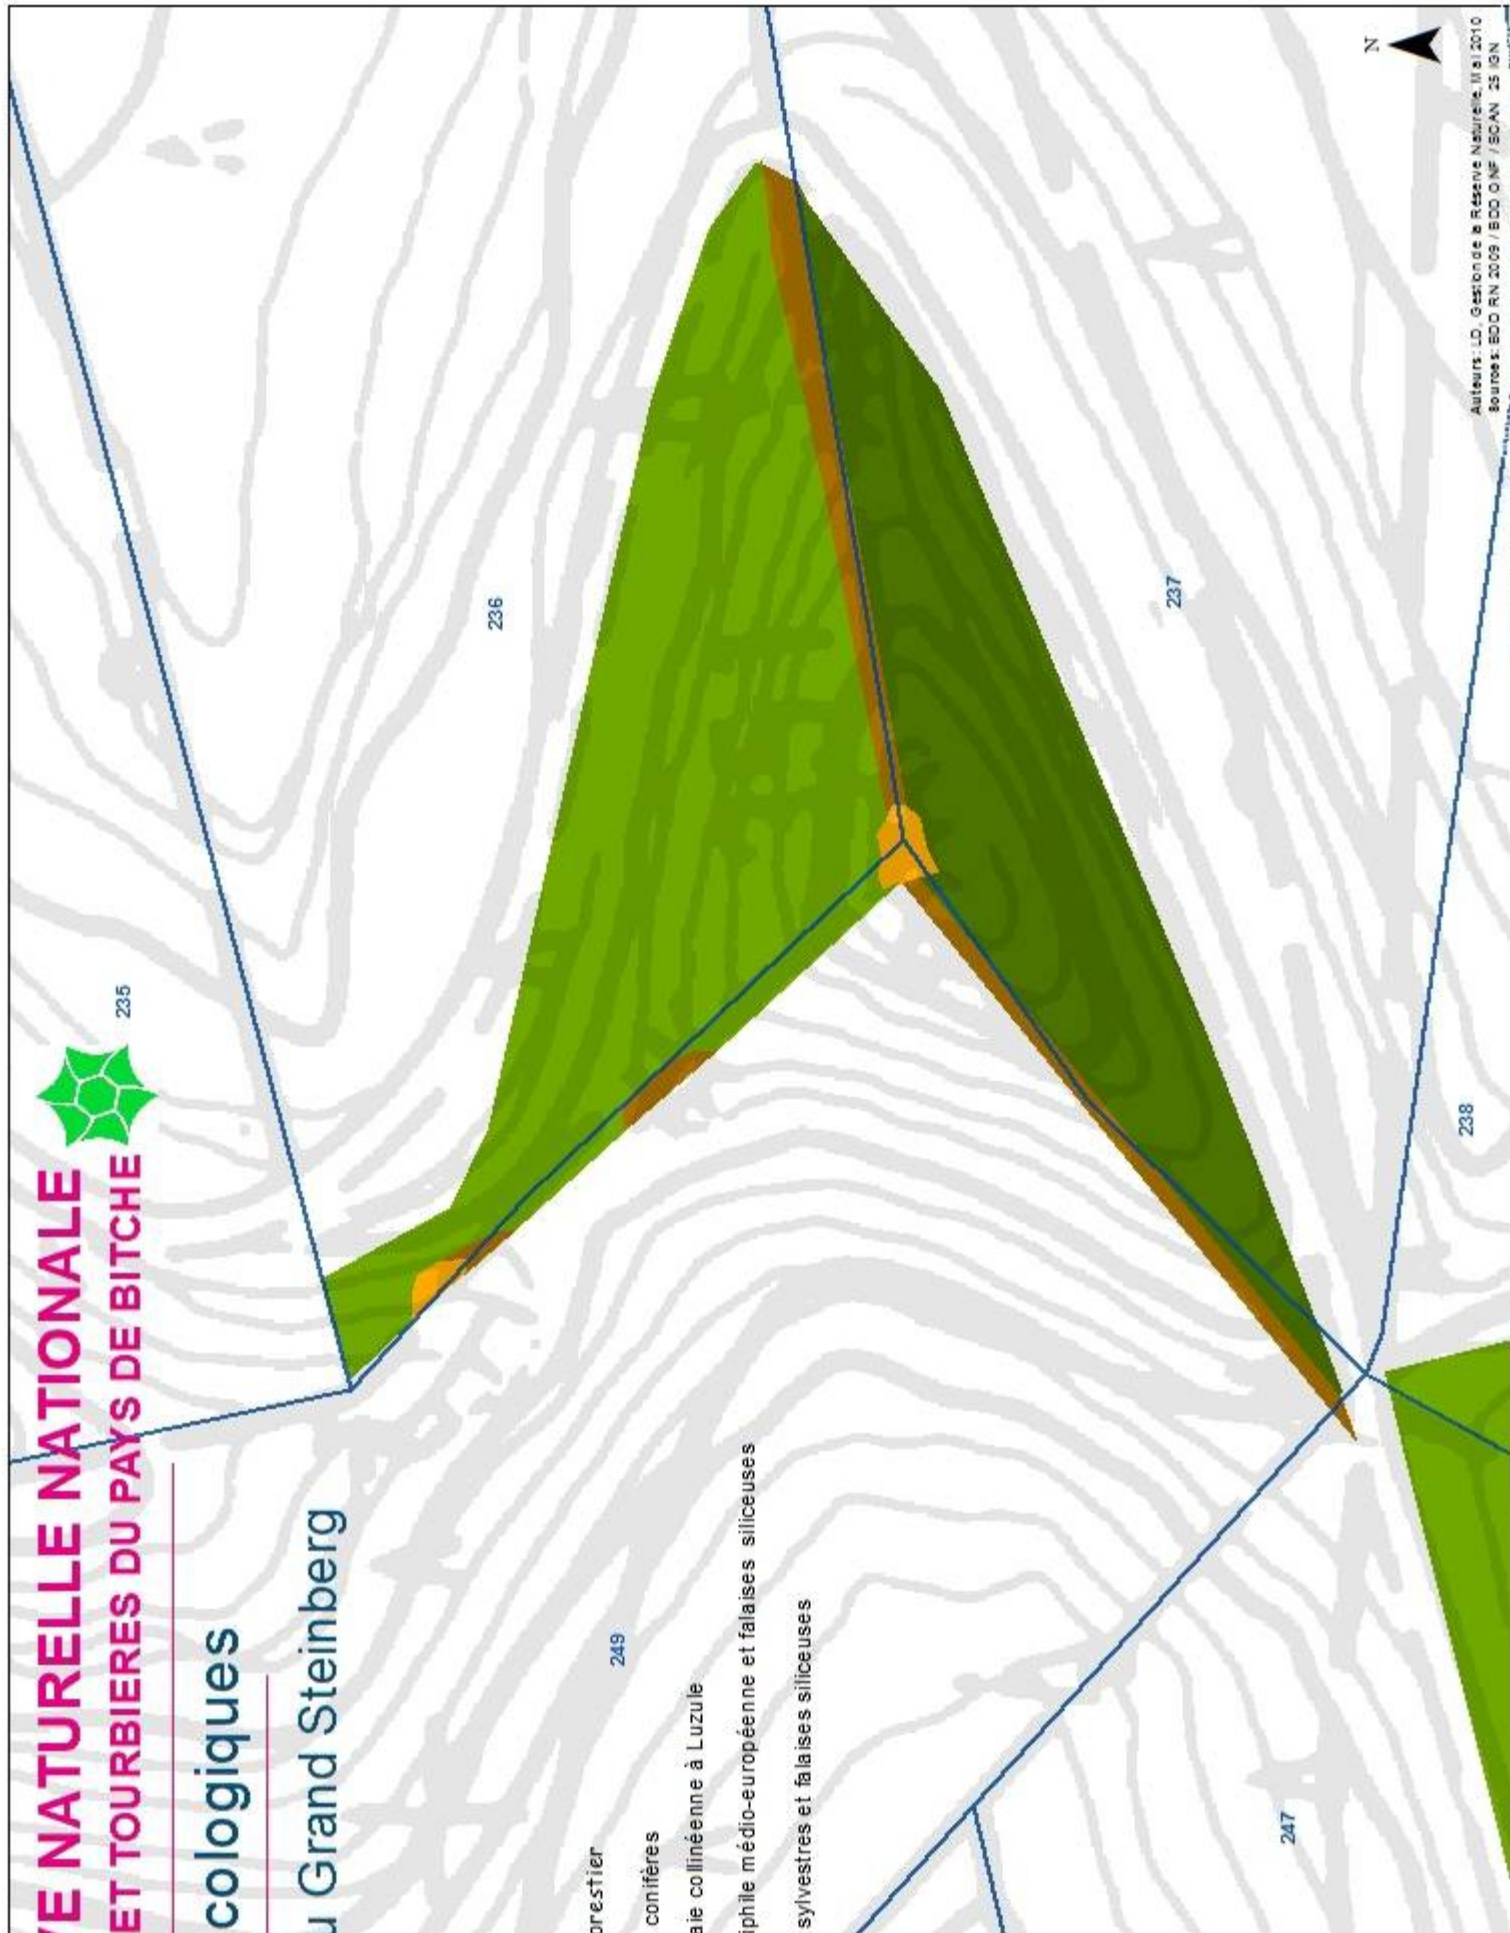 E NATURELLE NATIONALE
ET TOURBIERES DU PAYS DE BITCHE
cologiques
Grand Steinberg
orestier
conifères
aie collinéenne à Luzule
iphile médio-européenne et falaises siliceuses
sylvestres et falaises siliceuses
235
236
237
238
249
247
N
Auteurs: LD, Gestion de la Réserve Naturelle, Mai 2010
Sources: BDD RN 2009 / BDD ONF / SCAN 25 IGN